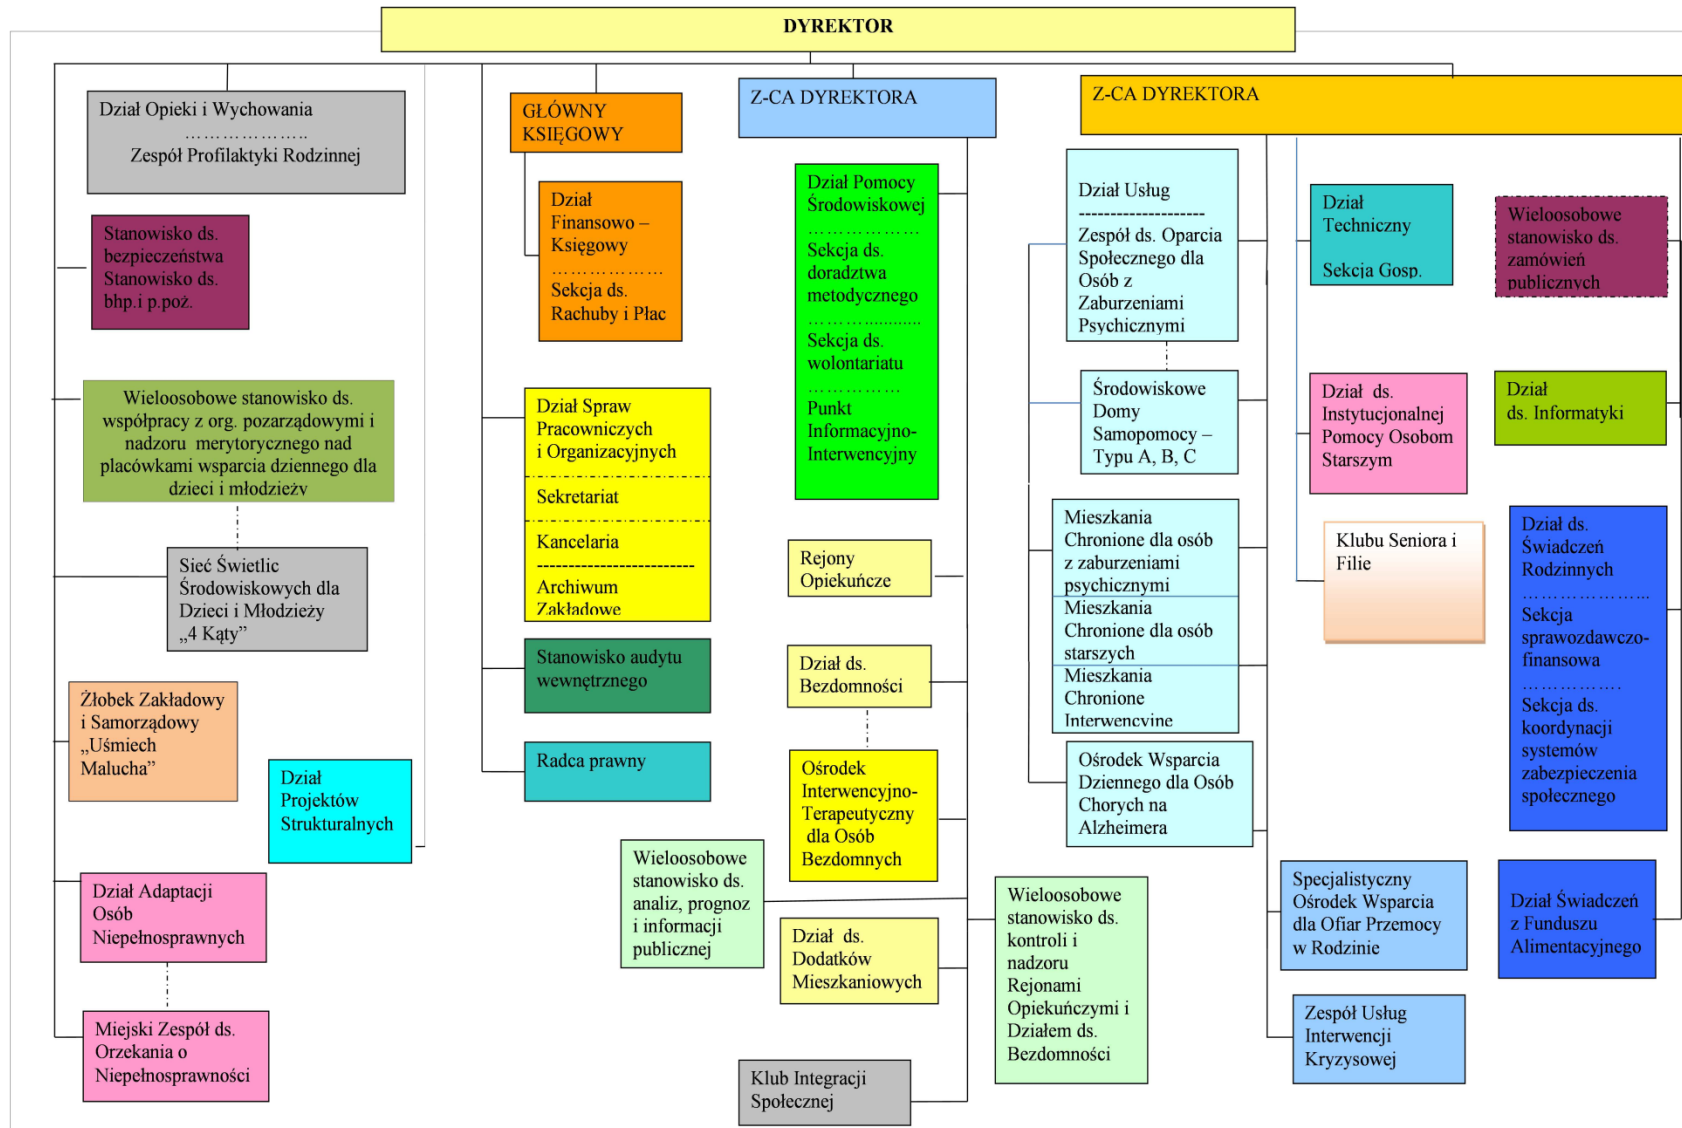 DYREKTOR
Dział Opieki i Wychowania
………………..
Zespół Profilaktyki Rodzinnej
Stanowisko ds.
bezpieczeństwa
Stanowisko ds.
bhp.i p.poż.
Wieloosobowe stanowisko ds.
współpracy z org. pozarządowymi i
nadzoru merytorycznego nad
placówkami wsparcia dziennego dla
dzieci i młodzieży
Sieć Świetlic
Środowiskowych dla
Dzieci i Młodzieży
„4 Kąty”
Żłobek Zakładowy
i Samorządowy
„Uśmiech
Malucha”
Dział
Projektów
Strukturalnych
Dział Adaptacji
Osób
Niepełnosprawnych
Miejski Zespół ds.
Orzekania o
Niepełnosprawności
GŁÓWNY
KSIĘGOWY
Dział
Finansowo –
Księgowy
………………
Sekcja ds.
Rachuby i Płac
Dział Spraw
Pracowniczych
i Organizacyjnych
Sekretariat
Kancelaria
--------------------------
Archiwum
Zakładowe
Stanowisko audytu
wewnętrznego
Radca prawny
Z-CA DYREKTORA
Dział Pomocy
Środowiskowej
………………
Sekcja ds.
doradztwa
metodycznego
………...........
Sekcja ds.
wolontariatu
……………
Punkt
Informacyjno-
Interwencyjny
Rejony
Opiekuńcze
Dział ds.
Bezdomności
Ośrodek
Interwencyjno-
Terapeutyczny
dla Osób
Bezdomnych
Wieloosobowe
stanowisko ds.
analiz, prognoz
i informacji
publicznej
Dział ds.
Dodatków
Mieszkaniowych
Wieloosobowe
stanowisko ds.
kontroli i
nadzoru
Rejonami
Opiekuńczymi i
Działem ds.
Bezdomności
Klub Integracji
Społecznej
Z-CA DYREKTORA
Dział Usług
---------------------
Zespół ds. Oparcia
Społecznego dla
Osób z
Zaburzeniami
Psychicznymi
Środowiskowe
Domy
Samopomocy –
Typu A, B, C
Mieszkania
Chronione dla osób
z zaburzeniami
psychicznymi
Mieszkania
Chronione dla osób
starszych
Mieszkania
Chronione
Interwencyjne
Ośrodek Wsparcia
Dziennego dla Osób
Chorych na
Alzheimera
Dział
Techniczny
Sekcja Gosp.
Dział ds.
Instytucjonalnej
Pomocy Osobom
Starszym
Klubu Seniora i
Filie
Specjalistyczny
Ośrodek Wsparcia
dla Ofiar Przemocy
w Rodzinie
Zespół Usług
Interwencji
Kryzysowej
Wieloosobowe
stanowisko ds.
zamówień
publicznych
Dział
ds. Informatyki
Dział ds.
Świadczeń
Rodzinnych
………………...
Sekcja
sprawozdawczo-
finansowa
…………….
Sekcja ds.
koordynacji
systemów
zabezpieczenia
społecznego
Dział Świadczeń
z Funduszu
Alimentacyjnego